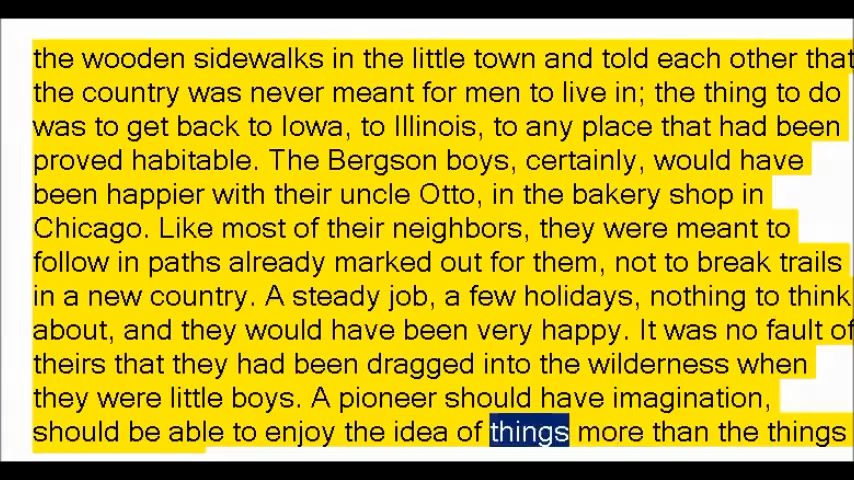 the wooden sidewalks in the little town and told each other that
the country was never meant for men to live in; the thing to do
was to get back to Iowa, to Illinois, to any place that had been
proved habitable. The Bergson boys, certainly, would have
been happier with their uncle Otto, in the bakery shop in
Chicago. Like most of their neighbors, they were meant to
follow in paths already marked out for them, not to break trails
in a new country. A steady job, a few holidays, nothing to think
about, and they would have been very happy. It was no fault of
theirs that they had been dragged into the wilderness when
they were little boys. A pioneer should have imagination,
should be able to enjoy the idea of things more than the things